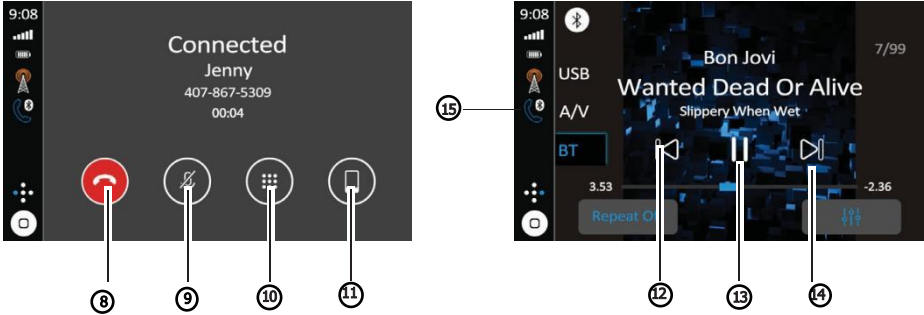 9:08
Connected
Jenny
407-867-5309
00:04
8
9
10
11
9:08
7/99
Bon Jovi
USB
Wanted Dead Or Alive
15
A/V
Slippery When Wet
BT
3.53
-2.36
Repeat Of
12
13
14